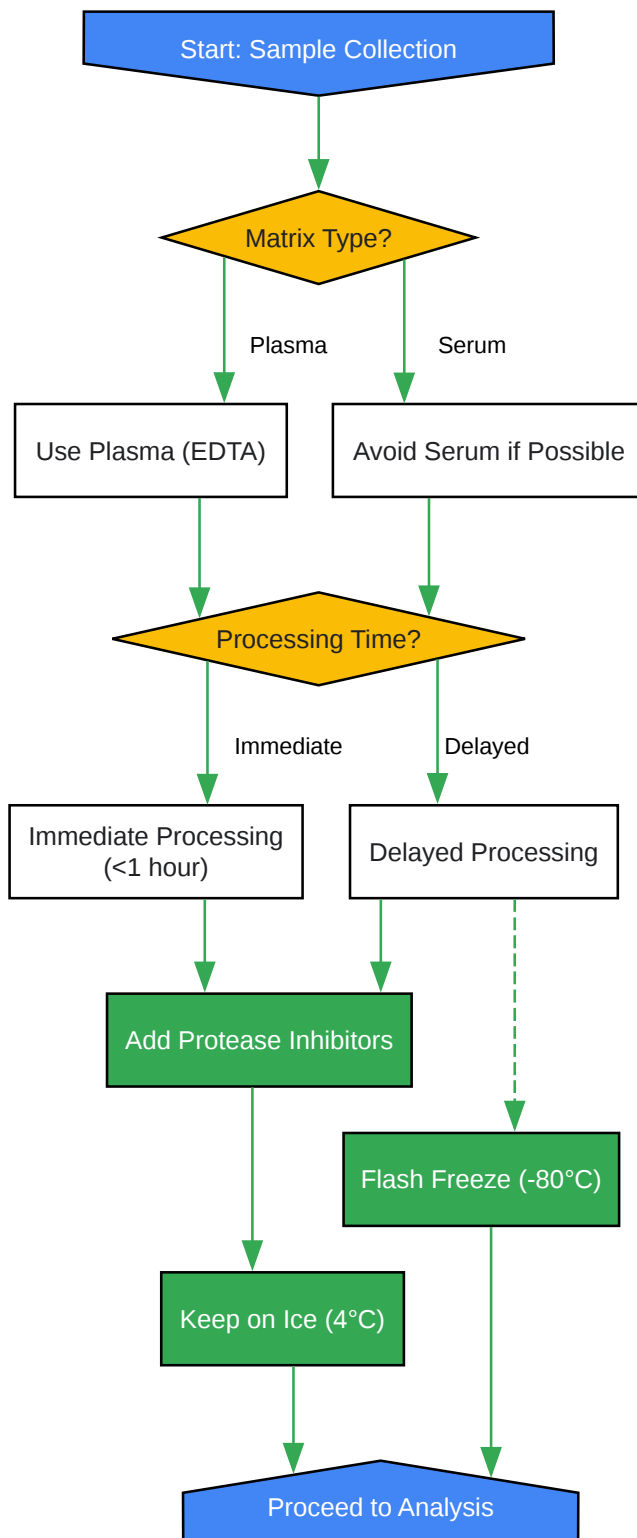 Start: Sample Collection
Matrix Type?
Plasma
Serum
Use Plasma (EDTA)
Avoid Serum if Possible
Processing Time?
Immediate
Delayed
Immediate Processing
(<1 hour)
Delayed Processing
Add Protease Inhibitors
Flash Freeze (-80°C)
Keep on Ice (4°C)
Proceed to Analysis